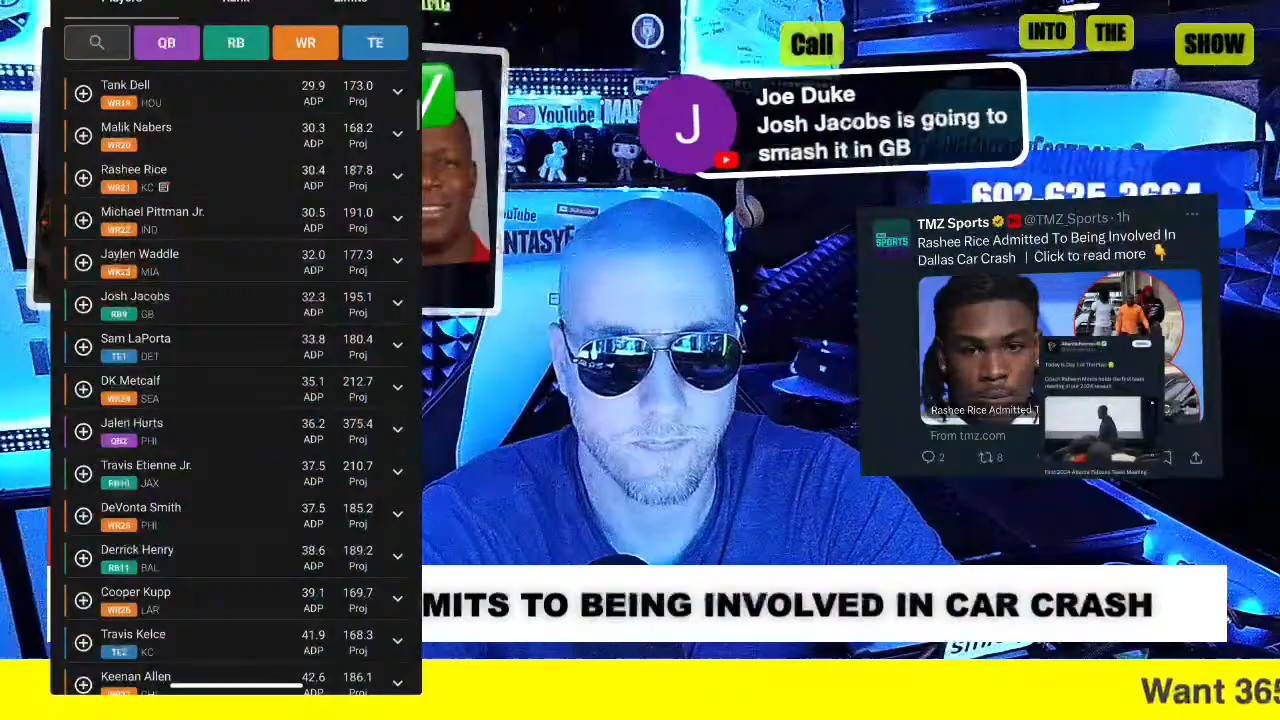 Players
Rank
Limits
QB
RB
WR
TE
Tank Dell
29.9
173.0
WR19 HOU
ADP
Proj
Malik Nabers
30.3
168.2
WR20
ADP
Proj
Rashee Rice
30.4
187.8
WR21 KC
ADP
Proj
Michael Pittman Jr.
30.5
191.0
WR22 IND
ADP
Proj
Jaylen Waddle
32.0
177.3
WR23 MIA
ADP
Proj
Josh Jacobs
32.3
195.1
RB9 GB
ADP
Proj
Sam LaPorta
33.8
180.4
TE1 DET
ADP
Proj
DK Metcalf
35.1
212.7
WR24 SEA
ADP
Proj
Jalen Hurts
36.2
375.4
QB2 PHI
ADP
Proj
Travis Etienne Jr.
37.5
210.7
RB10 JAX
ADP
Proj
DeVonta Smith
37.5
185.2
WR25 PHI
ADP
Proj
Derrick Henry
38.6
189.2
RB11 BAL
ADP
Proj
Cooper Kupp
39.1
169.7
WR26 LAR
ADP
Proj
Travis Kelce
41.9
168.3
TE2 KC
ADP
Proj
Keenan Allen
42.6
186.1
Call
INTO
THE
SHOW
J
Joe Duke
Josh Jacobs is going to
smash it in GB
YouTube
TMZ Sports @TMZ_Sports · 1h
SPORTS
Rashee Rice Admitted To Being Involved In
Dallas Car Crash | Click to read more
Rashee Rice Admitted T
From tmz.com
2
8
MITS TO BEING INVOLVED IN CAR CRASH
Want 365